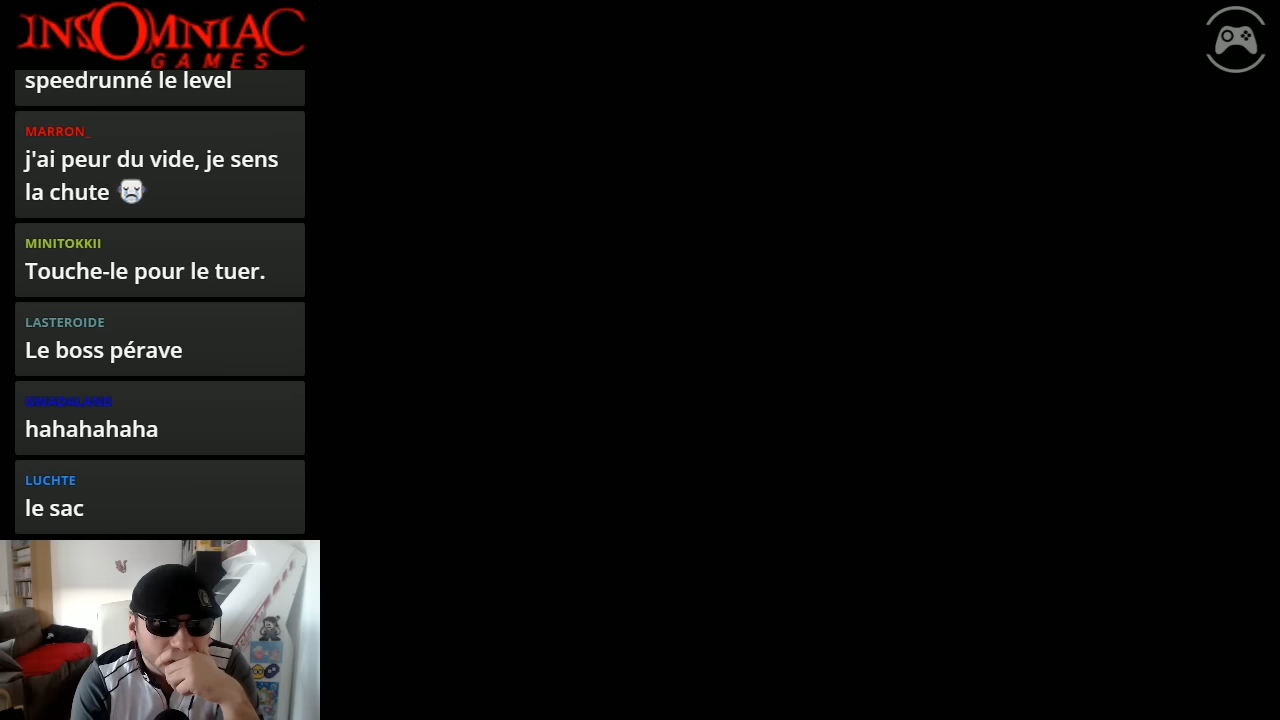 INSOMNIAC
GAMES
speedrunné le level
MARRON_
j'ai peur du vide, je sens
la chute
MINITOKKII
Touche-le pour le tuer.
LASTEROIDE
Le boss pérave
GWADALAND
hahahahaha
LUCHTE
le sac